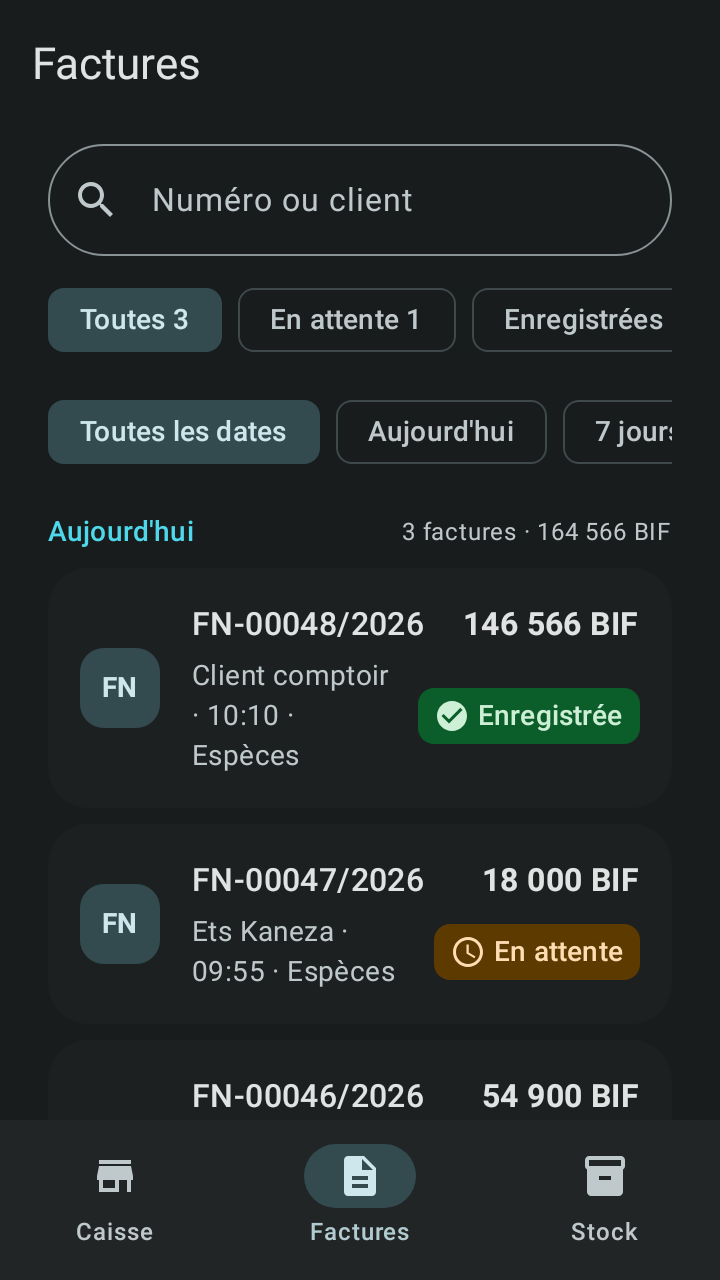 Factures
Numéro ou client
Toutes 3
En attente 1
Enregistrées
Toutes les dates
Aujourd'hui
7 jours
Aujourd'hui
3 factures · 164 566 BIF
FN-00048/2026
146 566 BIF
FN
Client comptoir
· 10:10 ·
Espèces
Enregistrée
FN-00047/2026
18 000 BIF
FN
Ets Kaneza ·
09:55 · Espèces
En attente
FN-00046/2026
54 900 BIF
Caisse
Factures
Stock